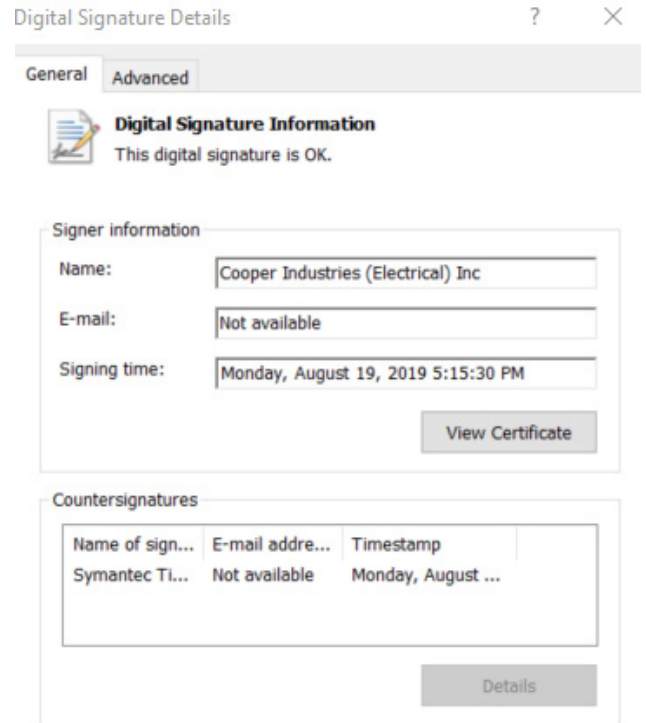 Digital Signature Details ? ×
General Advanced
Digital Signature Information
This digital signature is OK.
Signer information
Name: Cooper Industries (Electrical) Inc
E-mail: Not available
Signing time: Monday, August 19, 2019 5:15:30 PM
View Certificate
Countersignatures
Name of sign... E-mail addre... Timestamp
Symantec Ti... Not available Monday, August ...
Details